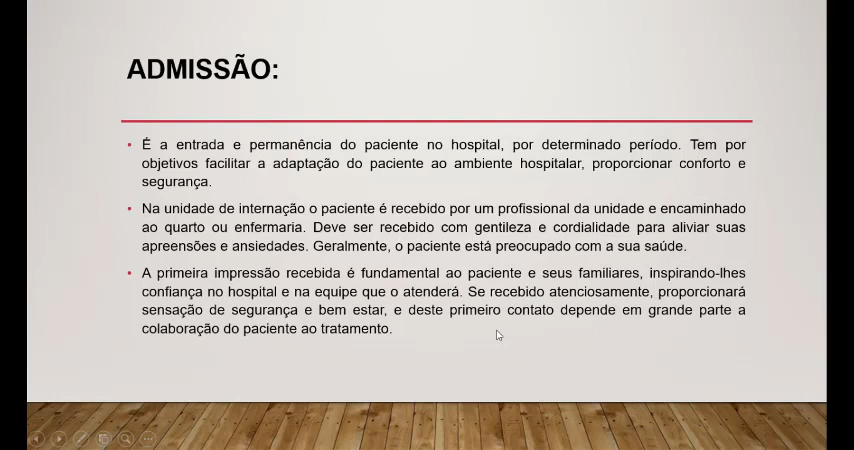 ADMISSÃO:
• É a entrada e permanência do paciente no hospital, por determinado período. Tem por
objetivos facilitar a adaptação do paciente ao ambiente hospitalar, proporcionar conforto e
segurança.
• Na unidade de internação o paciente é recebido por um profissional da unidade e encaminhado
ao quarto ou enfermaria. Deve ser recebido com gentileza e cordialidade para aliviar suas
apreensões e ansiedades. Geralmente, o paciente está preocupado com a sua saúde.
• A primeira impressão recebida é fundamental ao paciente e seus familiares, inspirando-lhes
confiança no hospital e na equipe que o atenderá. Se recebido atenciosamente, proporcionará
sensação de segurança e bem estar, e deste primeiro contato depende em grande parte a
colaboração do paciente ao tratamento.